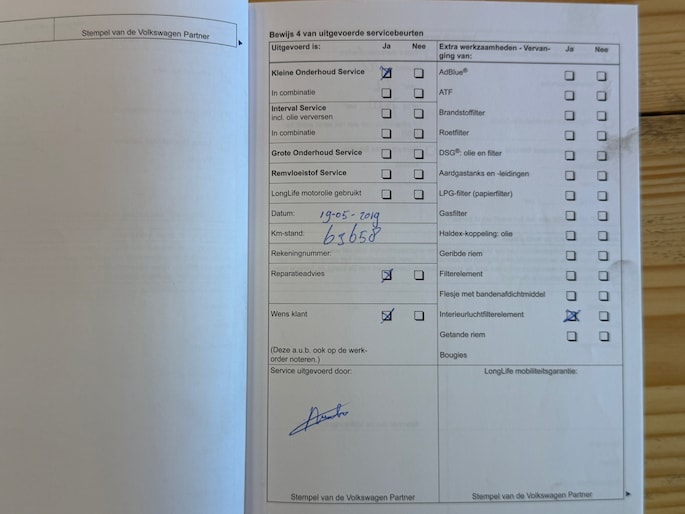 Stempel van de Volkswagen Partner
Bewijs 4 van uitgevoerde servicebeurten
Uitgevoerd is: Ja Nee
Kleine Onderhoud Service
In combinatie
Interval Service
incl. olie verversen
In combinatie
Grote Onderhoud Service
Remvloeistof Service
LongLife motorolie gebruikt
Datum: 19-05-2019
Km-stand: 63658
Rekeningnummer:
Reparatieadvies
Wens klant
(Deze a.u.b. ook op de werk-
order noteren.)
Service uitgevoerd door:
Stempel van de Volkswagen Partner
Extra werkzaamheden - Vervan- Ja Nee
ging van:
AdBlue®
ATF
Brandstoffilter
Roetfilter
DSG®: olie en filter
Aardgastanks en -leidingen
LPG-filter (papierfilter)
Gasfilter
Haldex-koppeling: olie
Geribde riem
Filterelement
Flesje met bandenafdichtmiddel
Interieurluchtfilterelement
Getande riem
Bougies
LongLife mobiliteitsgarantie:
Stempel van de Volkswagen Partner